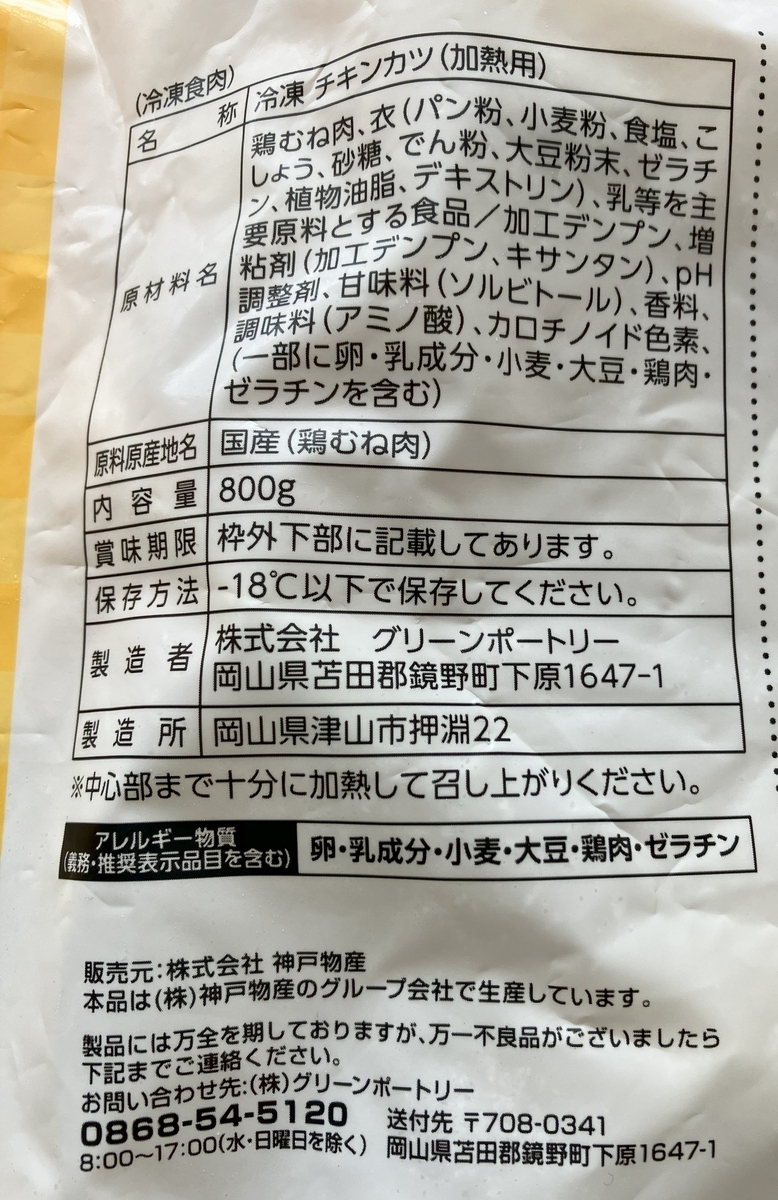 (冷凍食肉)
名称 冷凍 チキンカツ(加熱用)
原材料名
鶏むね肉、衣(パン粉、小麦粉、食塩、こ
しょう、砂糖、でん粉、大豆粉末、ゼラチ
ン、植物油脂、デキストリン)、乳等を主
要原料とする食品/加工デンプン、増
粘剤(加工デンプン、キサンタン)、pH
調整剤、甘味料(ソルビトール)、香料、
調味料(アミノ酸)、カロチノイド色素、
(一部に卵・乳成分・小麦・大豆・鶏肉・
ゼラチンを含む)
原料原産地名 国産(鶏むね肉)
内容量 800g
賞味期限 枠外下部に記載してあります。
保存方法 -18℃以下で保存してください。
製造者
株式会社 グリーンポートリー
岡山県苫田郡鏡野町下原1647-1
製造所 岡山県津山市押淵22
※中心部まで十分に加熱して召し上がりください。
アレルギー物質
(義務・推奨表示品目を含む)
卵・乳成分・小麦・大豆・鶏肉・ゼラチン
販売元:株式会社 神戸物産
本品は(株)神戸物産のグループ会社で生産しています。
製品には万全を期しておりますが、万一不良品がございましたら
下記までご連絡ください。
お問い合わせ先:(株)グリーンポートリー
0868-54-5120 送付先 〒708-0341
8:00〜17:00(水・日曜日を除く) 岡山県苫田郡鏡野町下原1647-1